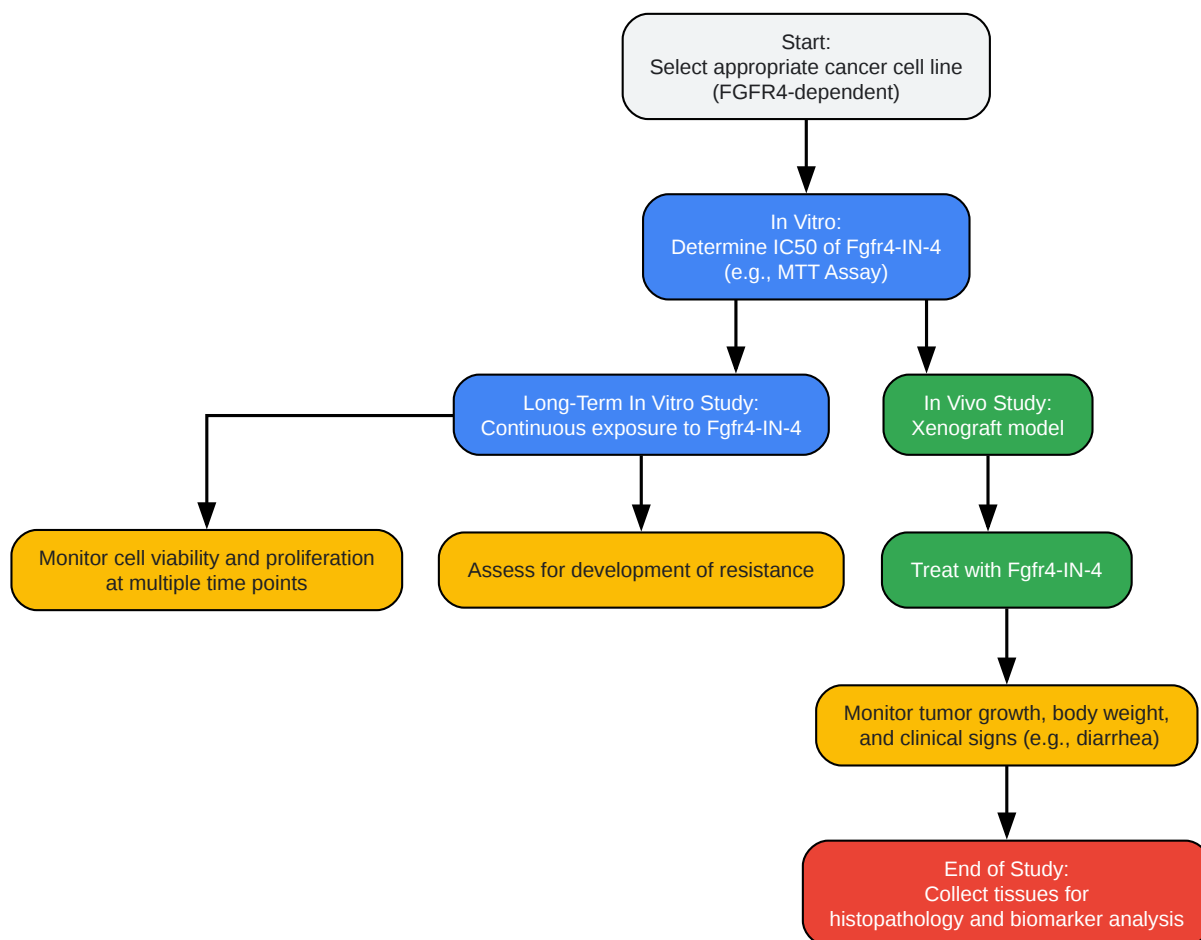 Start:
Select appropriate cancer cell line
(FGFR4-dependent)
In Vitro:
Determine IC50 of Fgfr4-IN-4
(e.g., MTT Assay)
Long-Term In Vitro Study:
Continuous exposure to Fgfr4-IN-4
In Vivo Study:
Xenograft model
Monitor cell viability and proliferation
at multiple time points
Assess for development of resistance
Treat with Fgfr4-IN-4
Monitor tumor growth, body weight,
and clinical signs (e.g., diarrhea)
End of Study:
Collect tissues for
histopathology and biomarker analysis